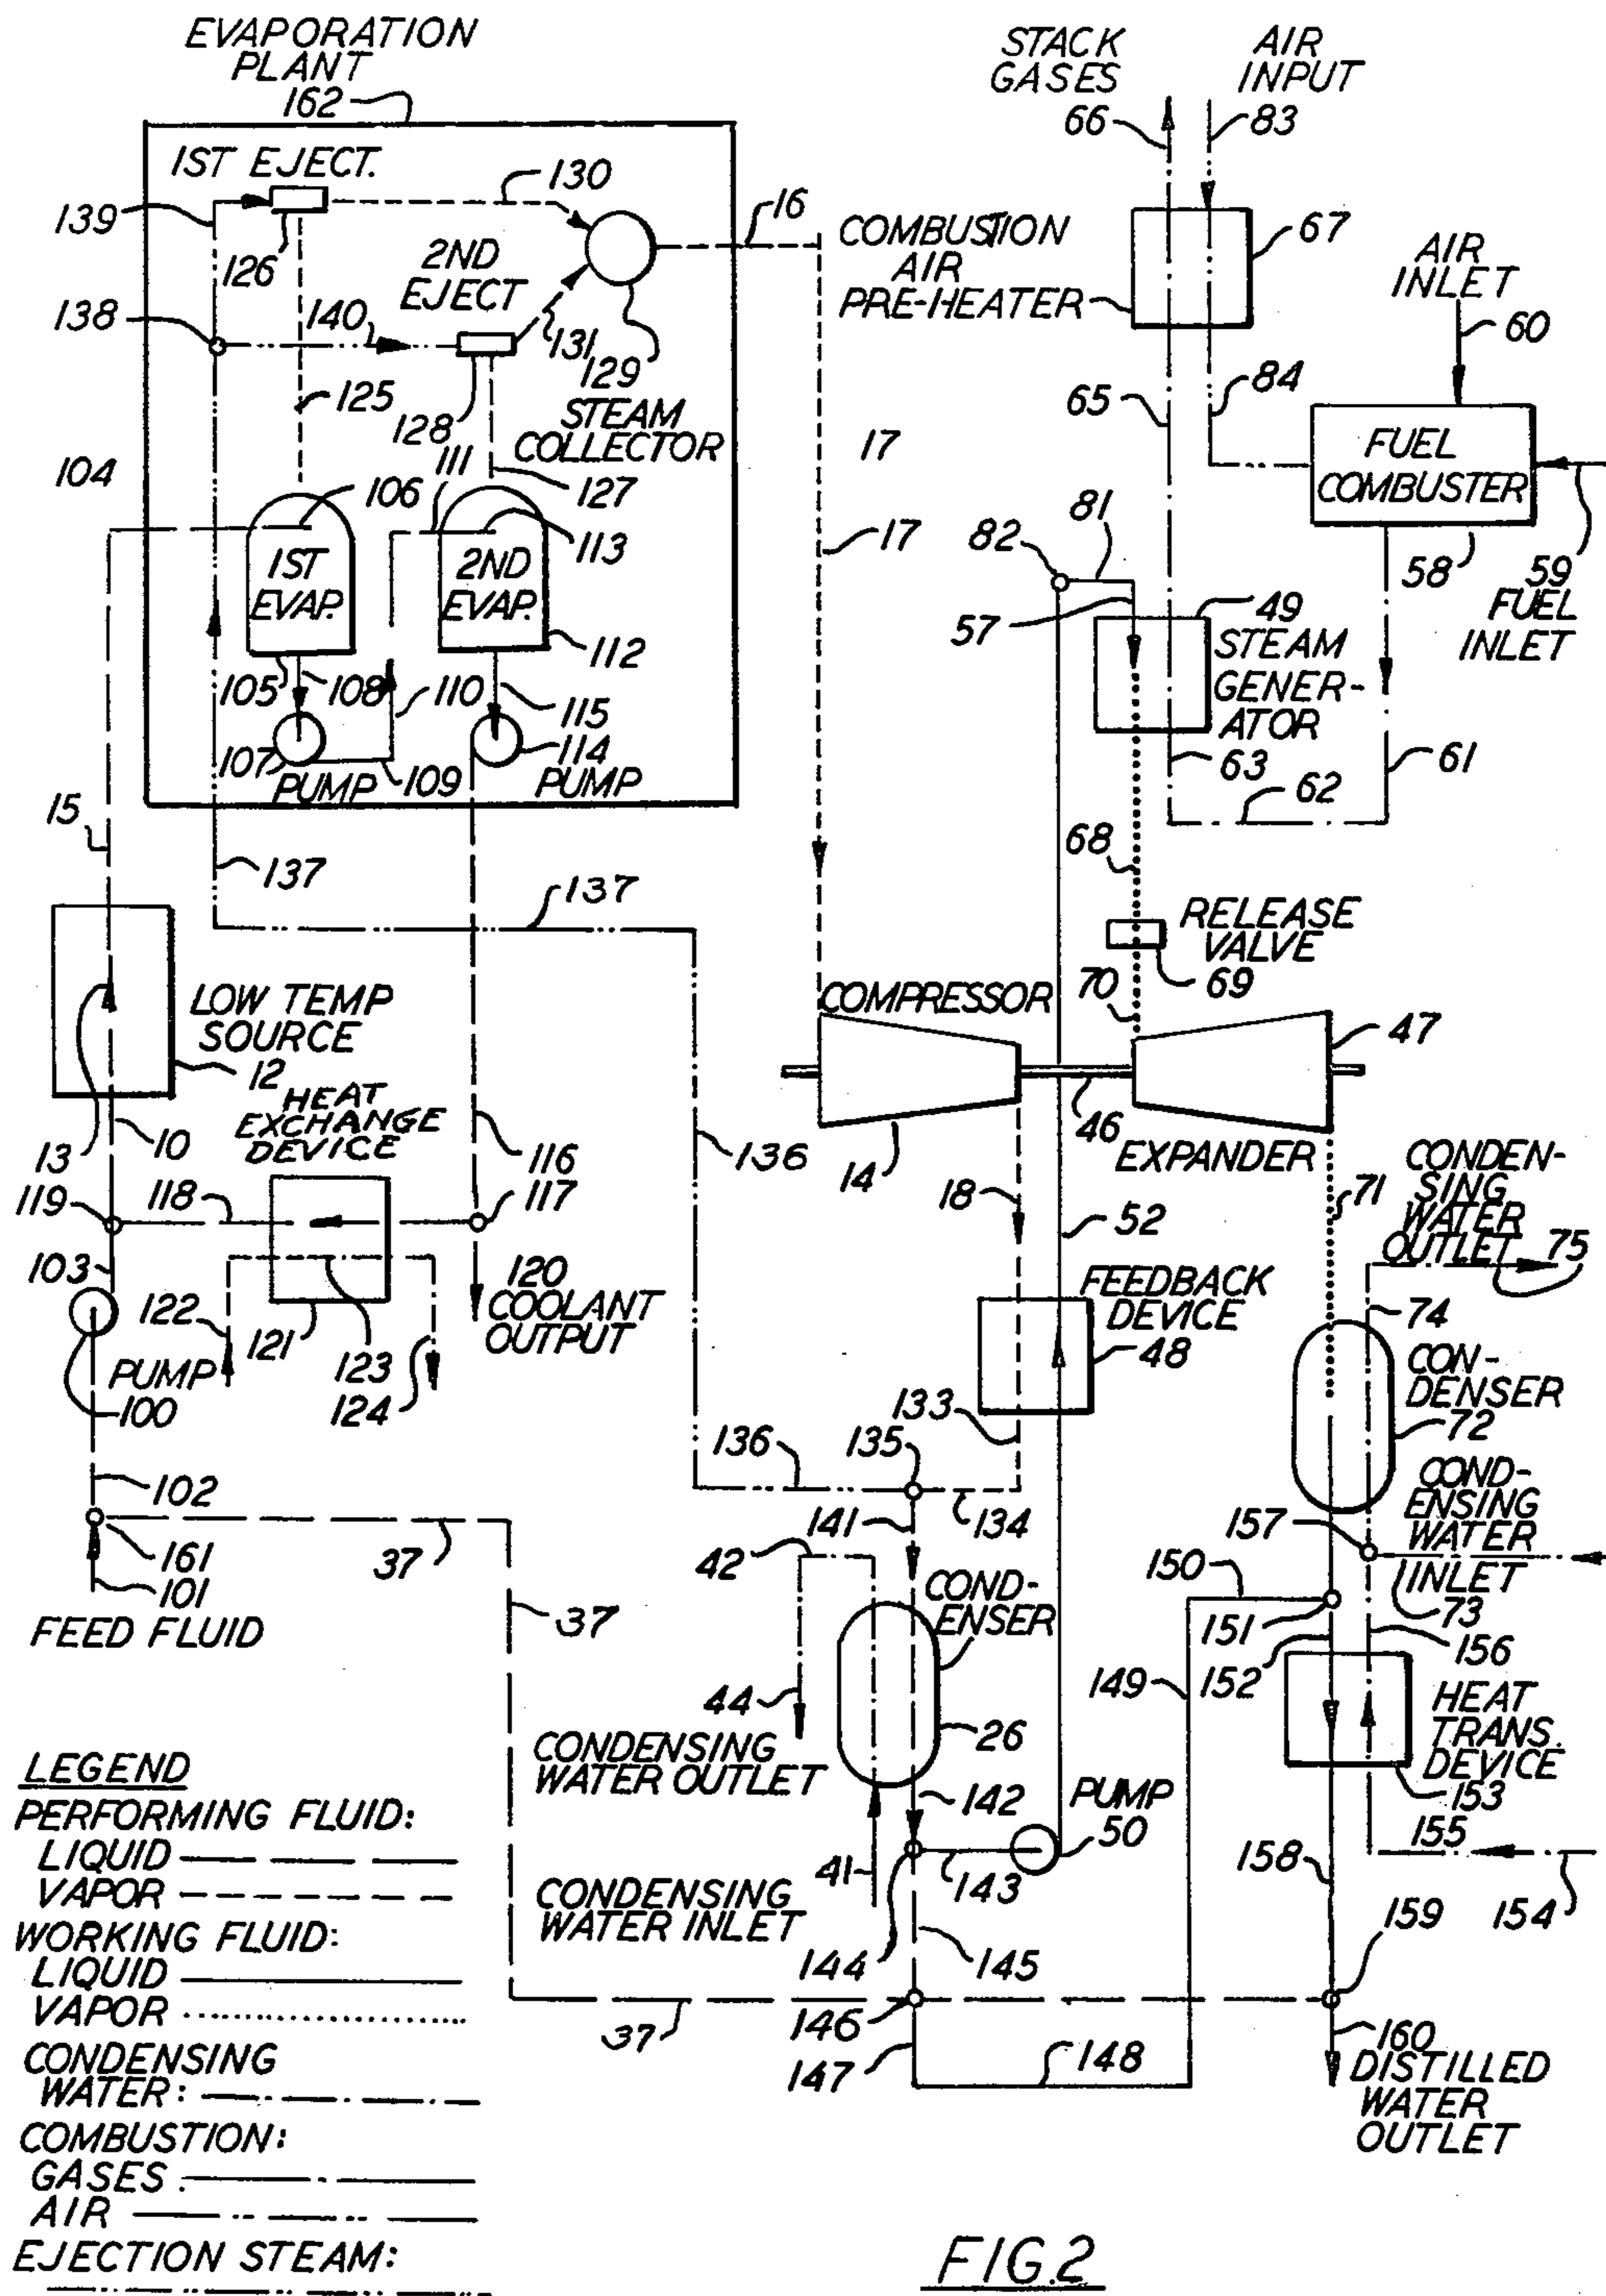 EVAPORATION
PLANT
162
STACK
GASES
66
AIR
INPUT
83
1ST EJECT.
139
126
130
16
2ND
EJECT
138
140
131
129
STEAM
COLLECTOR
128
125
127
COMBUSTION
AIR
PRE-HEATER
67
AIR
INLET
60
65
84
FUEL
COMBUSTER
58
59
FUEL
INLET
104
106
111
113
1ST
EVAP.
2ND
EVAP.
112
105
108
110
115
107
PUMP
109
114
PUMP
17
17
82
81
57
49
STEAM
GENER-
ATOR
63
62
61
68
15
137
137
RELEASE
VALVE
69
70
LOW TEMP
SOURCE
12
COMPRESSOR
47
HEAT
EXCHANGE
DEVICE
13
10
116
136
14
46
EXPANDER
CONDEN-
SING
WATER
OUTLET
75
119
118
117
18
52
71
103
122
121
123
124
120
COOLANT
OUTPUT
FEEDBACK
DEVICE
48
74
PUMP
100
CON-
DENSER
72
133
136
135
134
102
161
101
FEED FLUID
37
37
141
42
COND-
ENSER
44
26
CONDENSING
WATER OUTLET
COND-
ENSING
WATER
INLET
73
157
150
151
152
156
149
HEAT
TRANS.
DEVICE
153
142
PUMP
50
41
143
CONDENSING
WATER INLET
144
145
155
154
158
159
146
37
147
148
160
DISTILLED
WATER
OUTLET
LEGEND
PERFORMING FLUID:
LIQUID
VAPOR
WORKING FLUID:
LIQUID
VAPOR
CONDENSING
WATER:
COMBUSTION:
GASES
AIR
EJECTION STEAM:
FIG.2